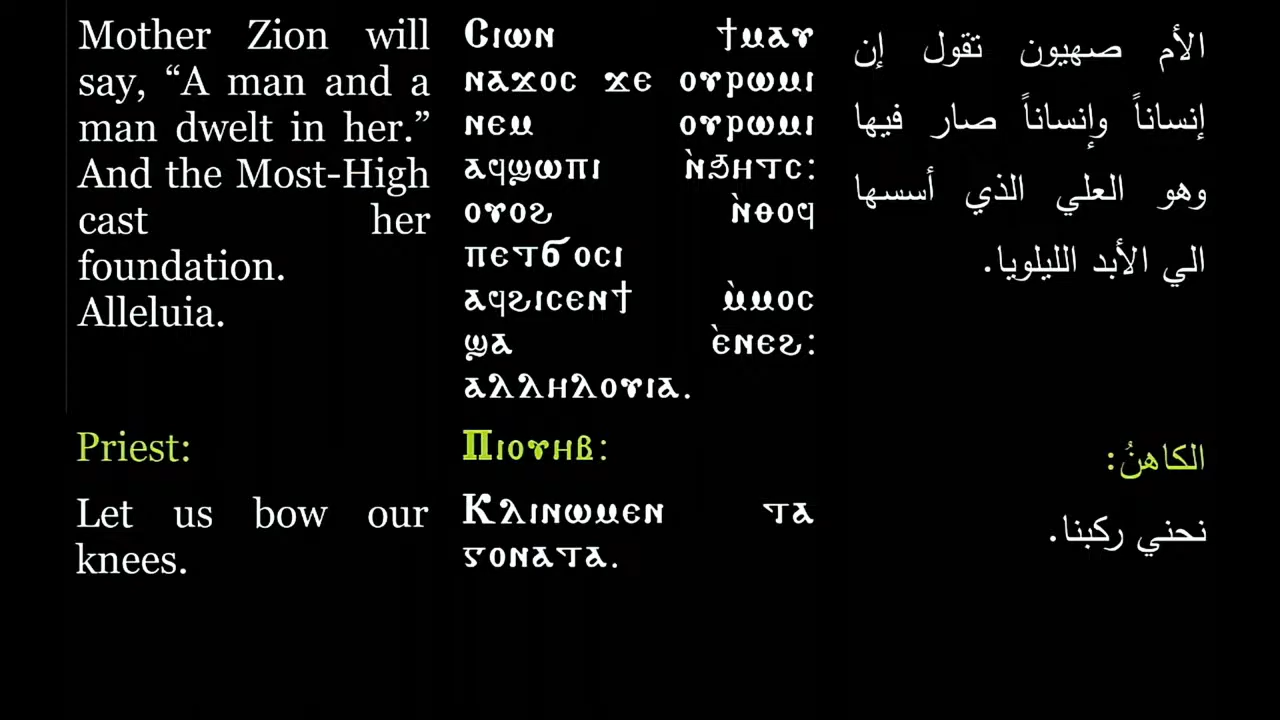 Mother Zion will
say, “A man and a
man dwelt in her.”
And the Most-High
cast her
foundation.
Alleluia.
Ⲥⲓⲱⲛ ϯⲙⲁⲩ
ⲛⲁϫⲟⲥ ϫⲉ ⲟⲩⲣⲱⲙⲓ
ⲛⲉⲙ ⲟⲩⲣⲱⲙⲓ
ⲁϥϣⲱⲡⲓ ⲛ̀ϧⲏⲧⲥ:
ⲟⲩⲟϩ ⲛ̀ⲑⲟϥ
ⲡⲉⲧϭⲟⲥⲓ
ⲁϥϩⲓⲥⲉⲛϯ ⲙ̀ⲙⲟⲥ
ϣⲁ ⲉ̀ⲛⲉϩ:
ⲁⲗⲗⲏⲗⲟⲩⲓⲁ.
الأم صهيون تقول إن
إنساناً وإنساناً صار فيها
وهو العلي الذي أسسها
الي الأبد الليلويا.
Priest:
Ⲡⲓⲟⲩⲏⲃ:
الكاهنُ:
Let us bow our
knees.
Ⲕⲗⲓⲛⲱⲙⲉⲛ ⲧⲁ
ⲅⲟⲛⲁⲧⲁ.
نحني ركبنا.